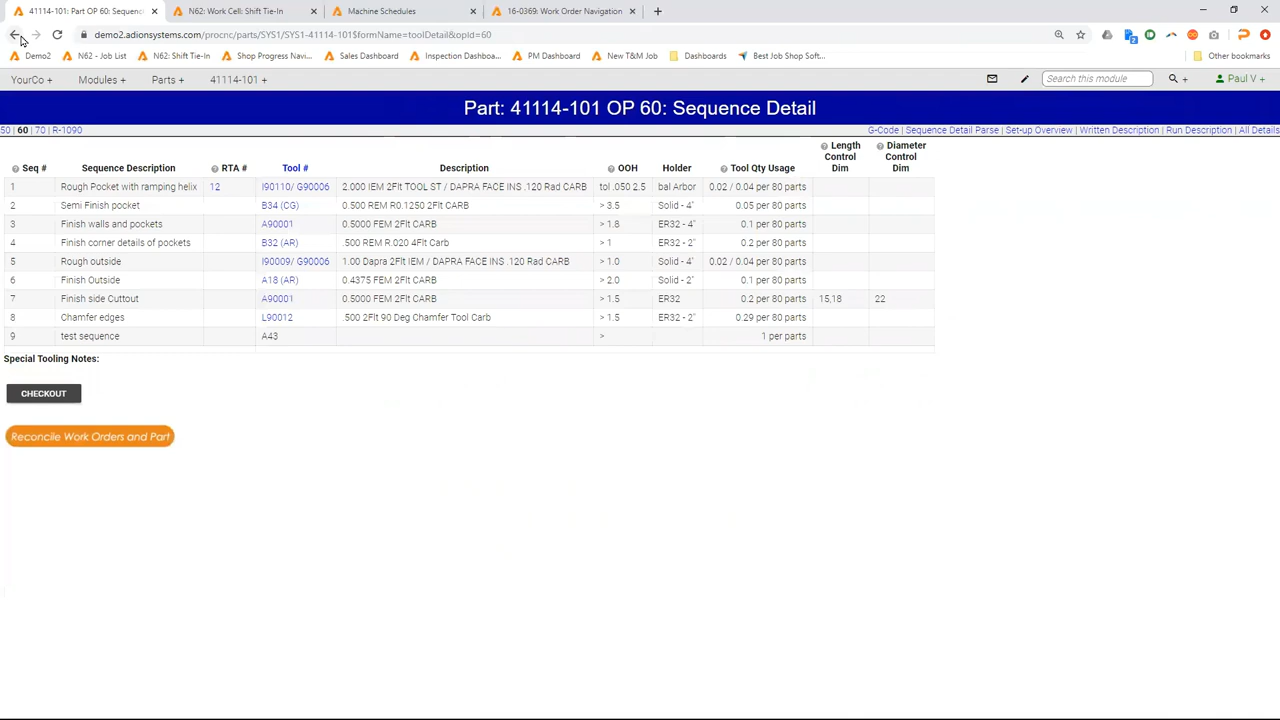 41114-101: Part OP 60: Sequenc
N62: Work Cell: Shift Tie-In
Machine Schedules
16-0369: Work Order Navigation
demo2.adionsystems.com/procnc/parts/SYS1/SYS1-41114-101$formName=toolDetail&opId=60
Demo2
N62 - Job List
N62: Shift Tie-In
Shop Progress Navi...
Sales Dashboard
Inspection Dashboa...
PM Dashboard
New T&M Job
Dashboards
Best Job Shop Soft...
Other bookmarks
YourCo +
Modules +
Parts +
41114-101 +
Search this module
+
Paul V +
Part: 41114-101 OP 60: Sequence Detail
50 | 60 | 70 | R-1090
G-Code | Sequence Detail Parse | Set-up Overview | Written Description | Run Description | All Details
Seq # Sequence Description RTA # Tool # Description OOH Holder Tool Qty Usage Length Control Dim Diameter Control Dim
1 Rough Pocket with ramping helix 12 I90110/ G90006 2.000 IEM 2Flt TOOL ST / DAPRA FACE INS .120 Rad CARB tol .050 2.5 bal Arbor 0.02 / 0.04 per 80 parts
2 Semi Finish pocket B34 (CG) 0.500 REM R0.1250 2Flt CARB > 3.5 Solid - 4" 0.05 per 80 parts
3 Finish walls and pockets A90001 0.5000 FEM 2Flt CARB > 1.8 ER32 - 4" 0.1 per 80 parts
4 Finish corner details of pockets B32 (AR) .500 REM R.020 4Flt Carb > 1 ER32 - 2" 0.2 per 80 parts
5 Rough outside I90009/ G90006 1.00 Dapra 2Flt IEM / DAPRA FACE INS .120 Rad CARB > 1.0 Solid - 4" 0.02 / 0.04 per 80 parts
6 Finish Outside A18 (AR) 0.4375 FEM 2Flt CARB > 2.0 Solid - 2" 0.1 per 80 parts
7 Finish side Cuttout A90001 0.5000 FEM 2Flt CARB > 1.5 ER32 0.2 per 80 parts 15,18 22
8 Chamfer edges L90012 .500 2Flt 90 Deg Chamfer Tool Carb > 1.5 ER32 - 2" 0.29 per 80 parts
9 test sequence A43 > 1 per parts
Special Tooling Notes:
CHECKOUT
Reconcile Work Orders and Part